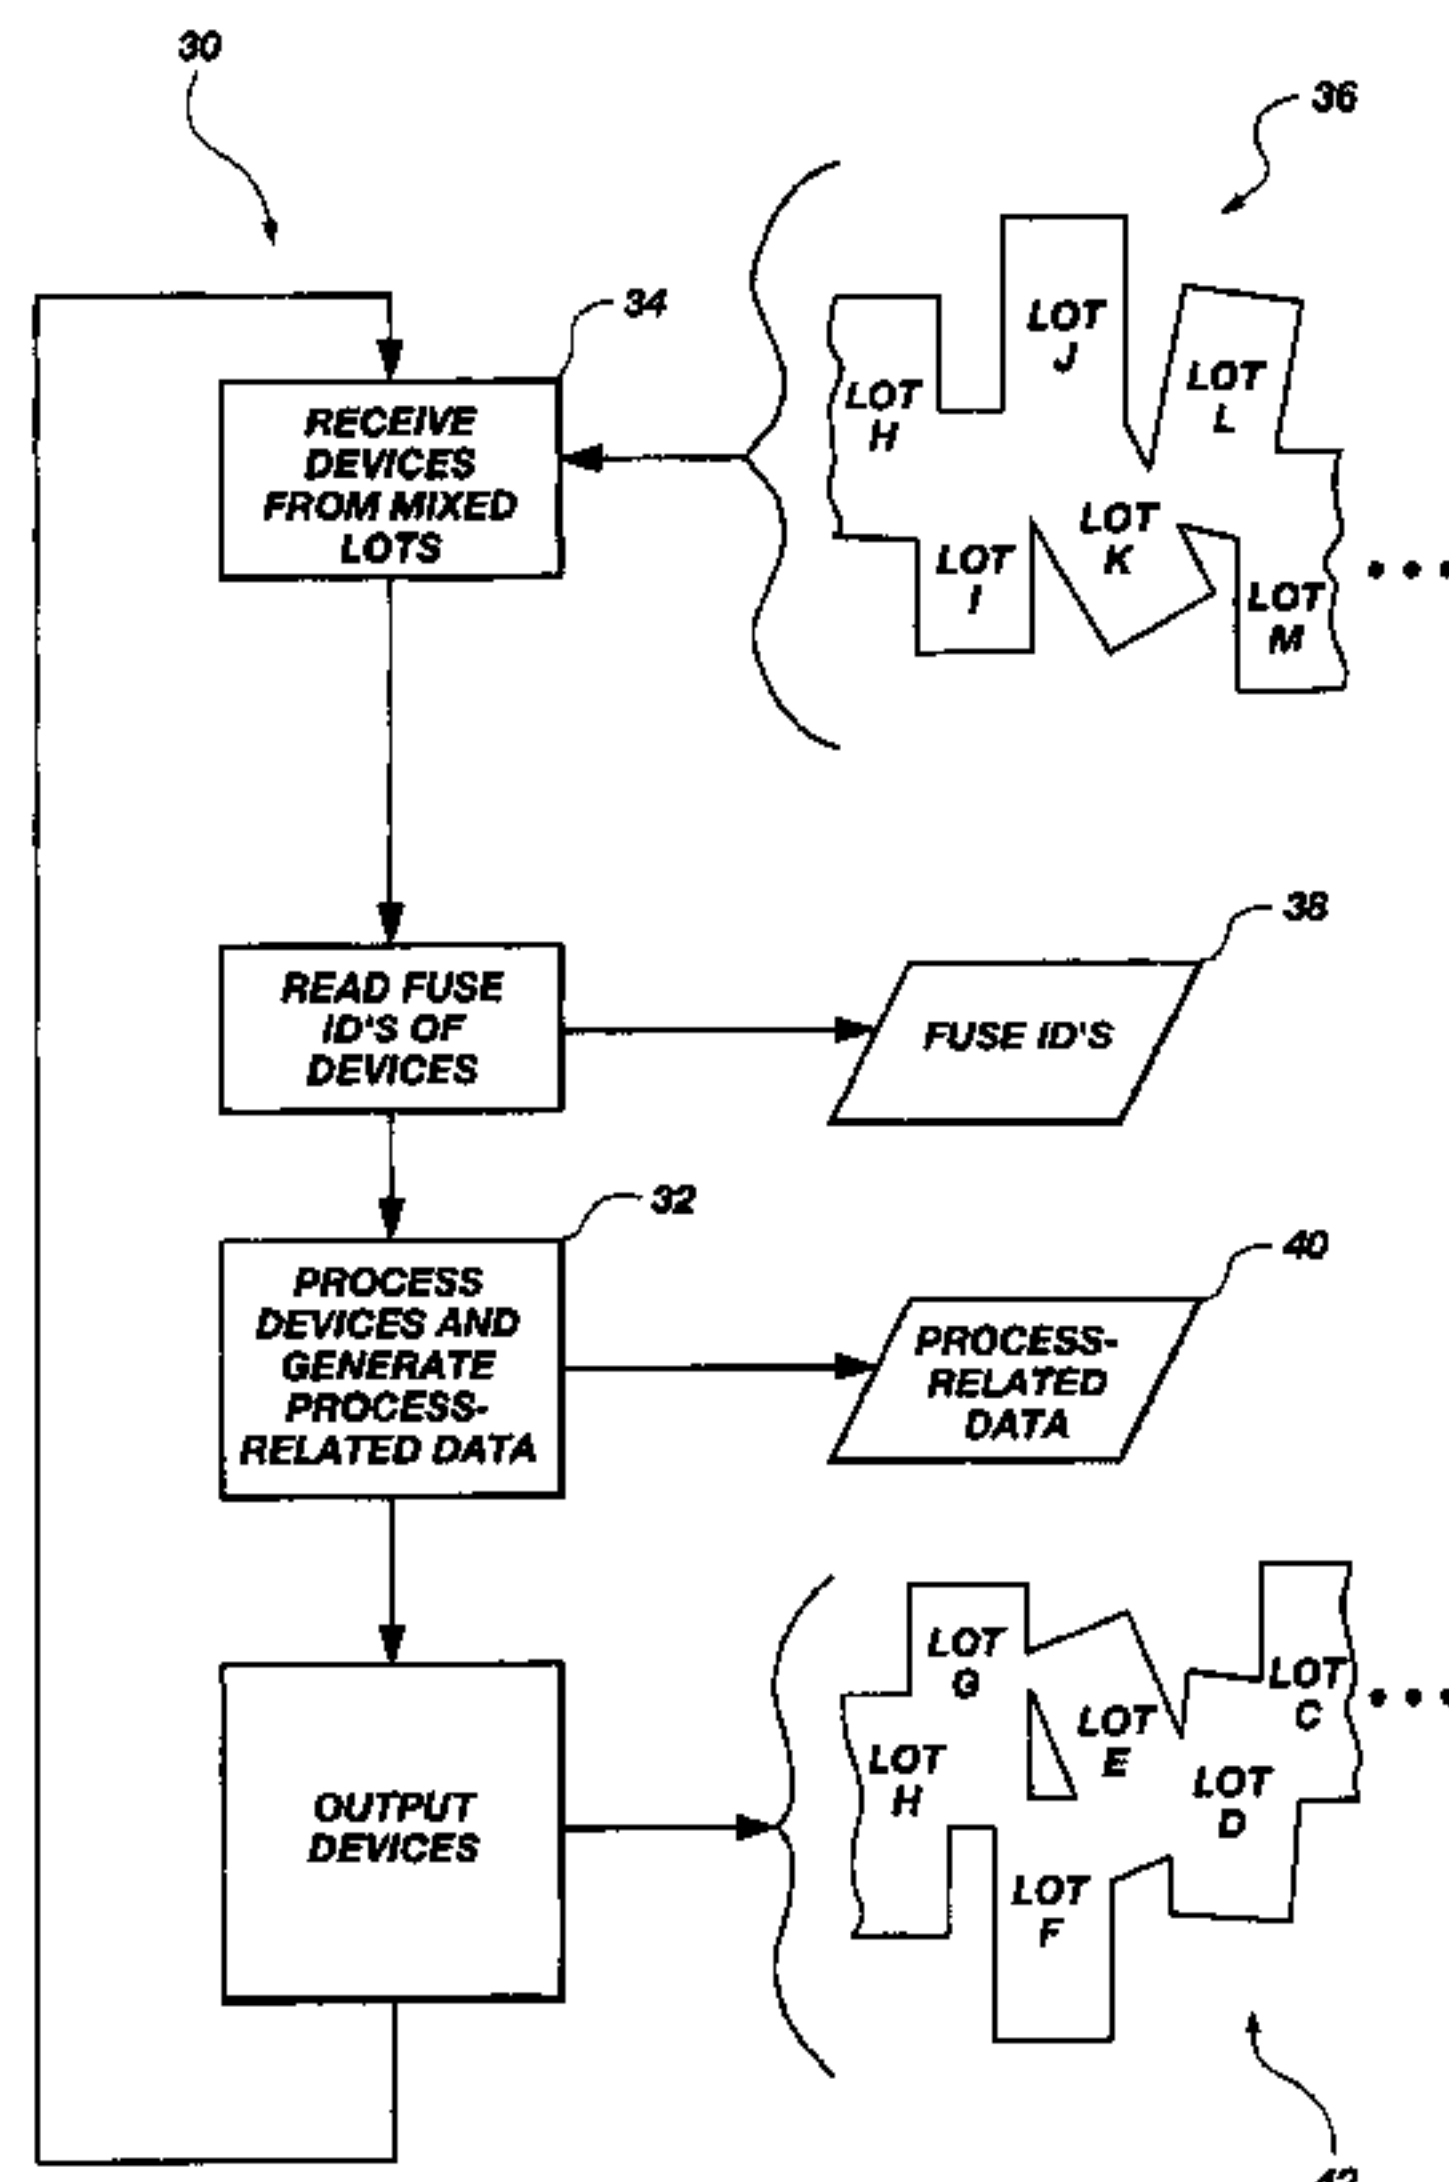 30
36
34
RECEIVE
DEVICES
FROM MIXED
LOTS
LOT
H
LOT
J
LOT
L
LOT
I
LOT
K
LOT
M
38
READ FUSE
ID'S OF
DEVICES
FUSE ID'S
32
40
PROCESS
DEVICES AND
GENERATE
PROCESS-
RELATED DATA
PROCESS-
RELATED
DATA
OUTPUT
DEVICES
LOT
G
LOT
H
LOT
E
LOT
C
LOT
D
LOT
F